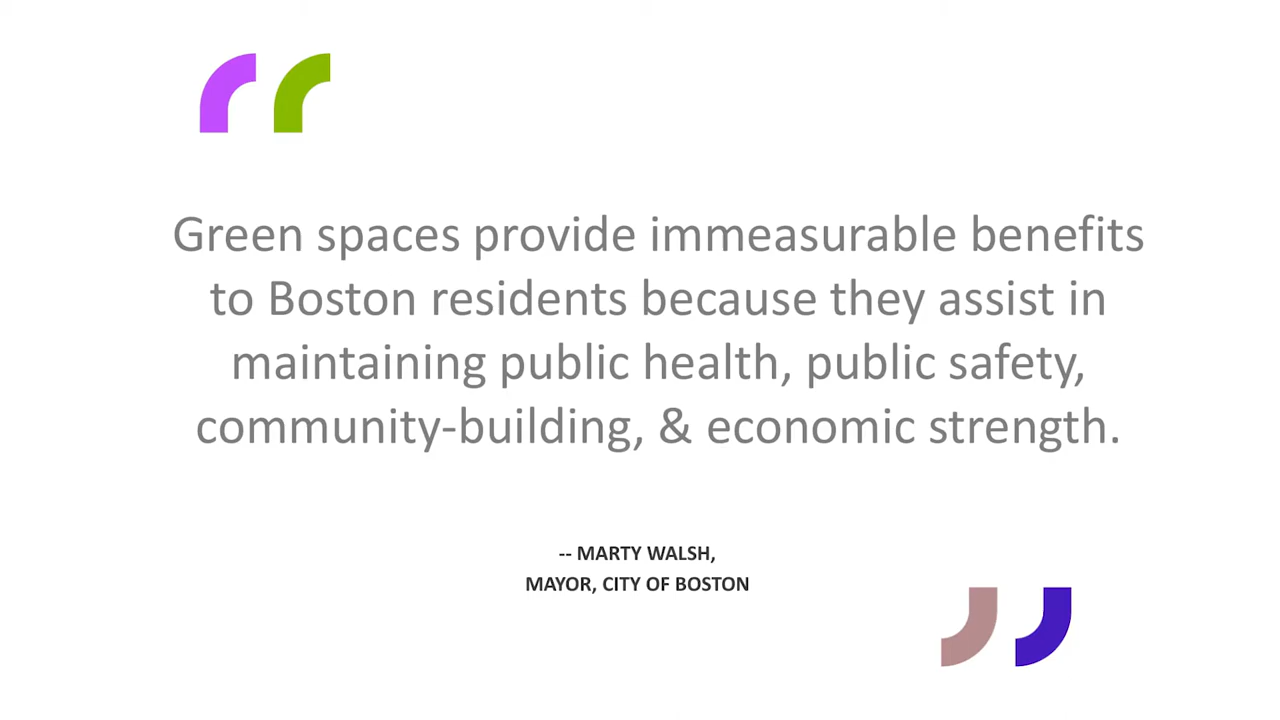 Green spaces provide immeasurable benefits
to Boston residents because they assist in
maintaining public health, public safety,
community-building, & economic strength.
-- MARTY WALSH,
MAYOR, CITY OF BOSTON